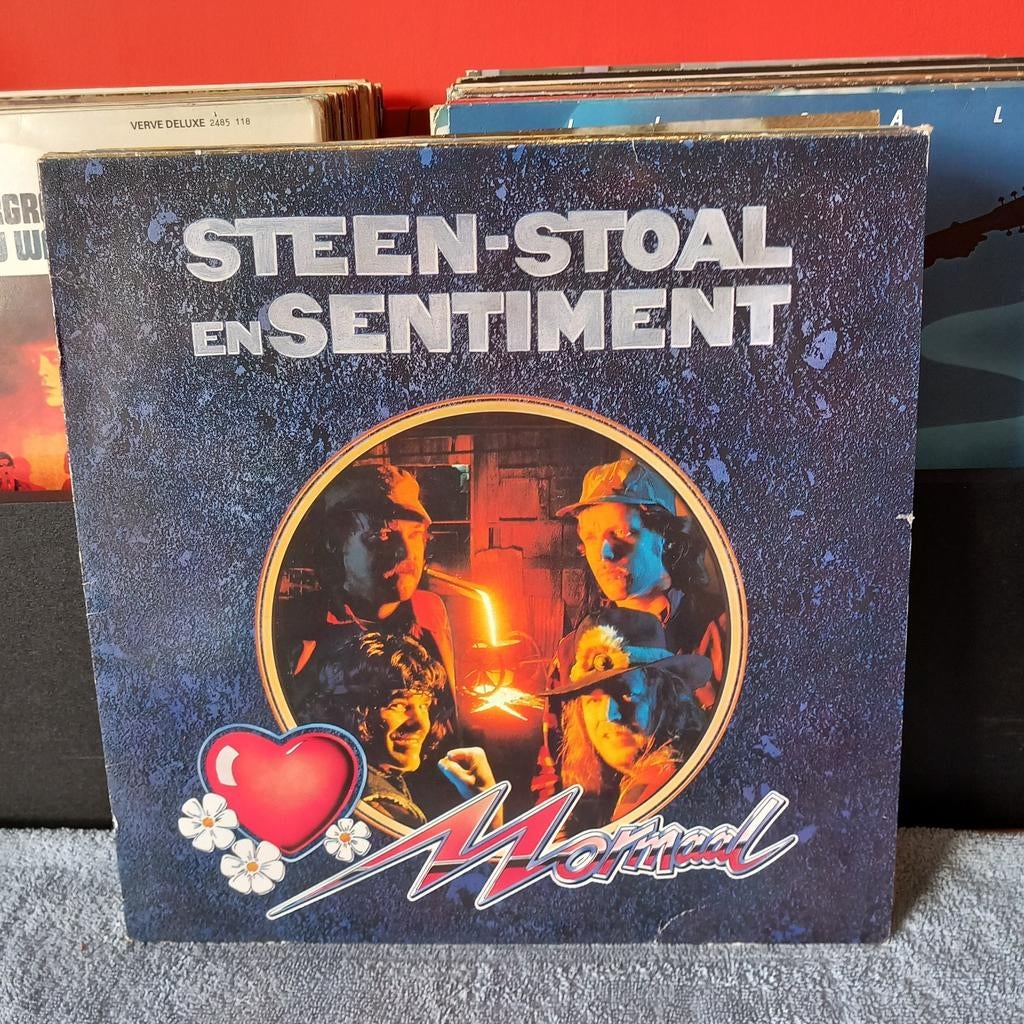 VERVE DELUXE 2485 118
A L
STEEN-STOAL
EN SENTIMENT
Normaal